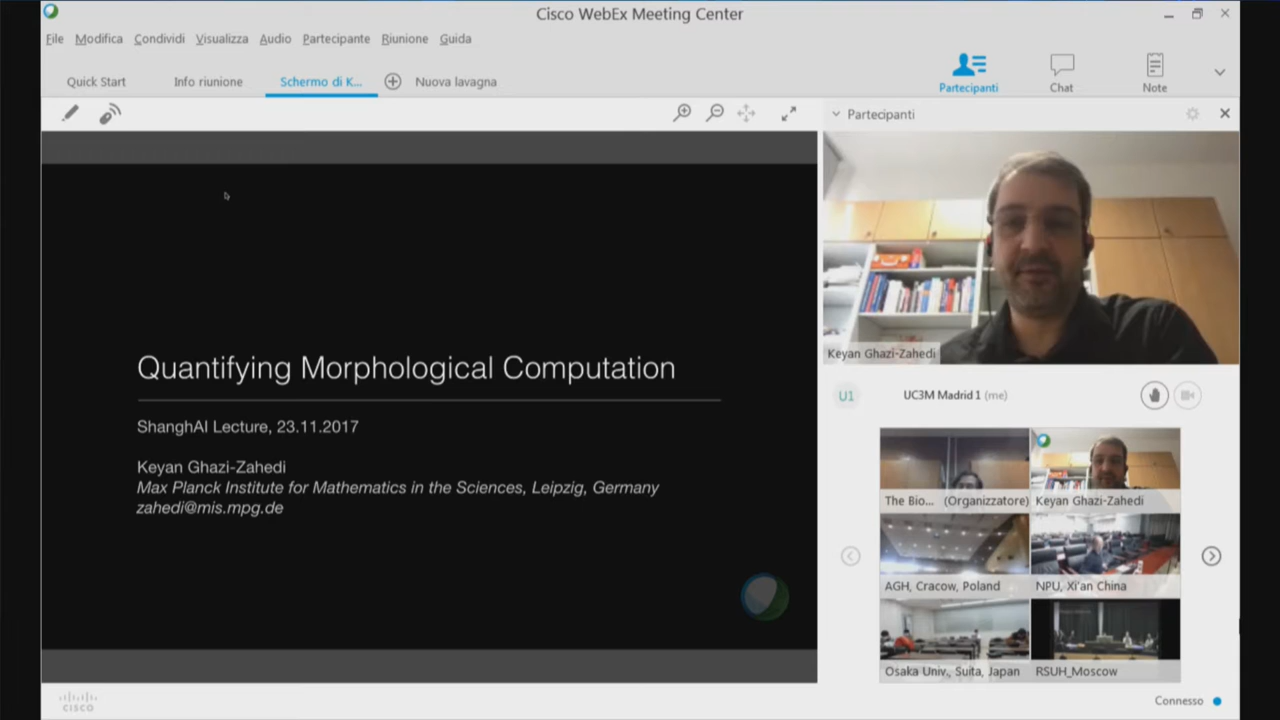 Cisco WebEx Meeting Center
File Modifica Condividi Visualizza Audio Partecipante Riunione Guida
Quick Start Info riunione Schermo di K... Nuova lavagna
Partecipanti Chat Note
Partecipanti
Keyan Ghazi-Zahedi
Quantifying Morphological Computation
ShanghAI Lecture, 23.11.2017
Keyan Ghazi-Zahedi
Max Planck Institute for Mathematics in the Sciences, Leipzig, Germany
zahedi@mis.mpg.de
U1 UC3M Madrid 1 (me)
The Bio... (Organizzatore) Keyan Ghazi-Zahedi
AGH, Cracow, Poland NPU, Xi'an China
Osaka Univ., Suita, Japan RSUH_Moscow
CISCO
Connesso